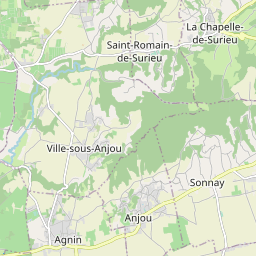 La Chapelle-
de-Surieu
Saint-Romain-
de-Surieu
Ville-sous-Anjou
Sonnay
Anjou
Agnin